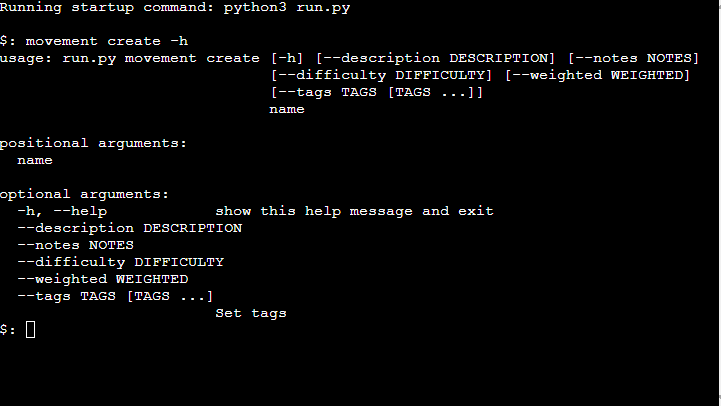 Running startup command: python3 run.py
$: movement create -h
usage: run.py movement create [-h] [--description DESCRIPTION] [--notes NOTES]
[--difficulty DIFFICULTY] [--weighted WEIGHTED]
[--tags TAGS [TAGS ...]]
name
positional arguments:
name
optional arguments:
-h, --help show this help message and exit
--description DESCRIPTION
--notes NOTES
--difficulty DIFFICULTY
--weighted WEIGHTED
--tags TAGS [TAGS ...]
Set tags
$: